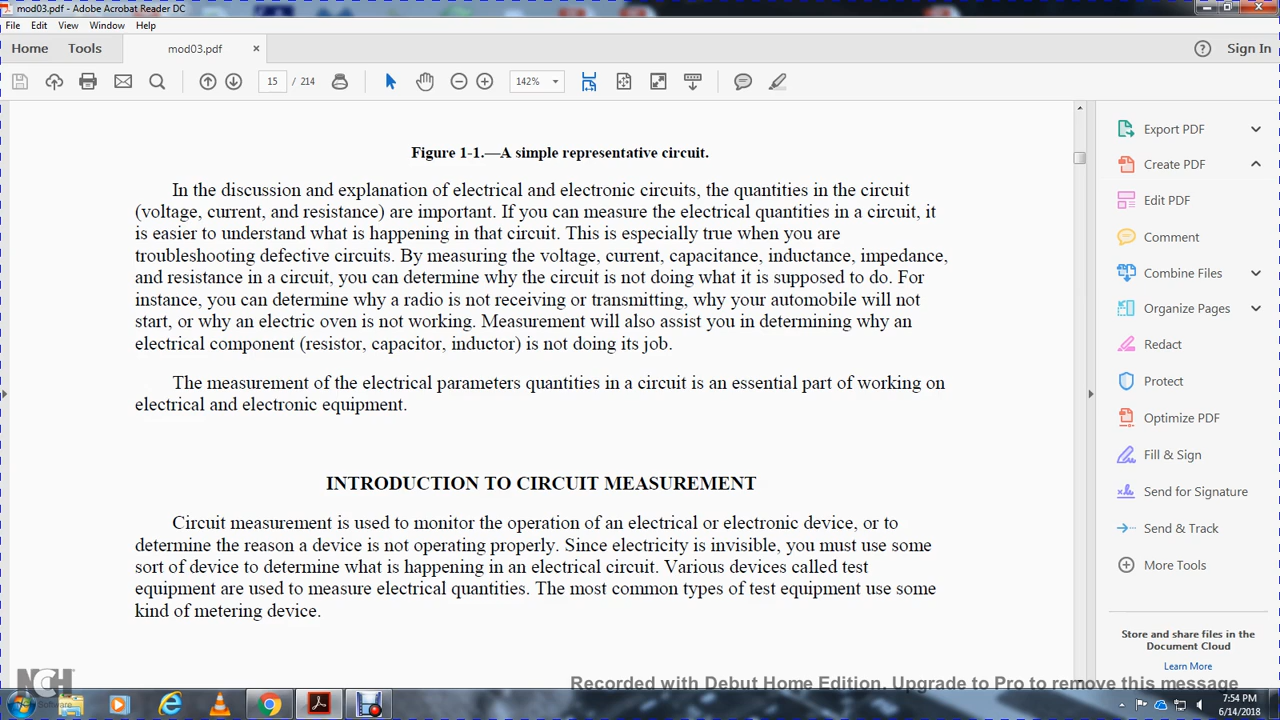 mod03.pdf - Adobe Acrobat Reader DC
File Edit View Window Help
Home Tools mod03.pdf × Sign In
15 / 214 142%
Figure 1-1.—A simple representative circuit.
In the discussion and explanation of electrical and electronic circuits, the quantities in the circuit
(voltage, current, and resistance) are important. If you can measure the electrical quantities in a circuit, it
is easier to understand what is happening in that circuit. This is especially true when you are
troubleshooting defective circuits. By measuring the voltage, current, capacitance, inductance, impedance,
and resistance in a circuit, you can determine why the circuit is not doing what it is supposed to do. For
instance, you can determine why a radio is not receiving or transmitting, why your automobile will not
start, or why an electric oven is not working. Measurement will also assist you in determining why an
electrical component (resistor, capacitor, inductor) is not doing its job.
The measurement of the electrical parameters quantities in a circuit is an essential part of working on
electrical and electronic equipment.
INTRODUCTION TO CIRCUIT MEASUREMENT
Circuit measurement is used to monitor the operation of an electrical or electronic device, or to
determine the reason a device is not operating properly. Since electricity is invisible, you must use some
sort of device to determine what is happening in an electrical circuit. Various devices called test
equipment are used to measure electrical quantities. The most common types of test equipment use some
kind of metering device.
Export PDF
Create PDF
Edit PDF
Comment
Combine Files
Organize Pages
Redact
Protect
Optimize PDF
Fill & Sign
Send for Signature
Send & Track
More Tools
Store and share files in the
Document Cloud
Learn More
NCH
Software
Recorded with Debut Home Edition. Upgrade to Pro to remove this message
7:54 PM
6/14/2018